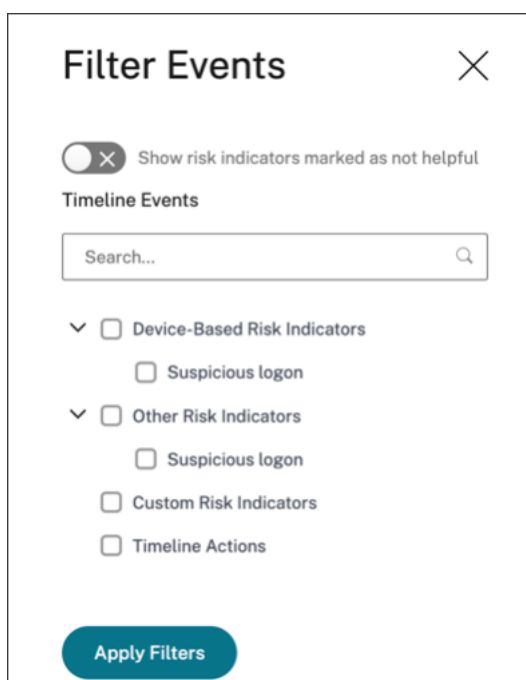 Filter Events
Show risk indicators marked as not helpful
Timeline Events
Search...
Device-Based Risk Indicators
Suspicious logon
Other Risk Indicators
Suspicious logon
Custom Risk Indicators
Timeline Actions
Apply Filters